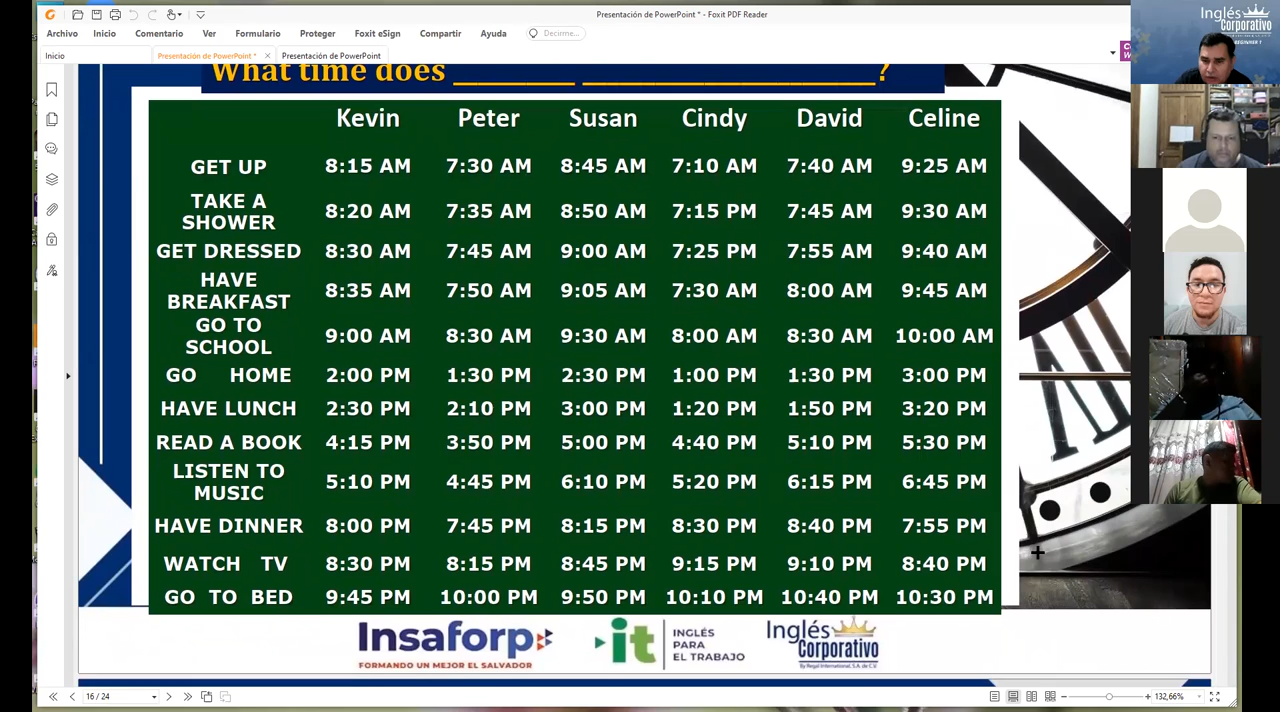 Presentación de PowerPoint * - Foxit PDF Reader
Archivo Inicio Comentario Ver Formulario Proteger Foxit eSign Compartir Ayuda Decirme...
Inicio Presentación de PowerPoint * Presentación de PowerPoint
Inglés
Corporativo
BEGINNER 1
What time does ________ ____________________?
Kevin Peter Susan Cindy David Celine
GET UP 8:15 AM 7:30 AM 8:45 AM 7:10 AM 7:40 AM 9:25 AM
TAKE A
SHOWER 8:20 AM 7:35 AM 8:50 AM 7:15 PM 7:45 AM 9:30 AM
GET DRESSED 8:30 AM 7:45 AM 9:00 AM 7:25 PM 7:55 AM 9:40 AM
HAVE
BREAKFAST 8:35 AM 7:50 AM 9:05 AM 7:30 AM 8:00 AM 9:45 AM
GO TO
SCHOOL 9:00 AM 8:30 AM 9:30 AM 8:00 AM 8:30 AM 10:00 AM
GO HOME 2:00 PM 1:30 PM 2:30 PM 1:00 PM 1:30 PM 3:00 PM
HAVE LUNCH 2:30 PM 2:10 PM 3:00 PM 1:20 PM 1:50 PM 3:20 PM
READ A BOOK 4:15 PM 3:50 PM 5:00 PM 4:40 PM 5:10 PM 5:30 PM
LISTEN TO
MUSIC 5:10 PM 4:45 PM 6:10 PM 5:20 PM 6:15 PM 6:45 PM
HAVE DINNER 8:00 PM 7:45 PM 8:15 PM 8:30 PM 8:40 PM 7:55 PM
WATCH TV 8:30 PM 8:15 PM 8:45 PM 9:15 PM 9:10 PM 8:40 PM
GO TO BED 9:45 PM 10:00 PM 9:50 PM 10:10 PM 10:40 PM 10:30 PM
Insaforp
FORMANDO UN MEJOR EL SALVADOR
it
INGLÉS
PARA
EL TRABAJO
Inglés
Corporativo
By Regal International, S.A. de C.V.
16 / 24
132,66%